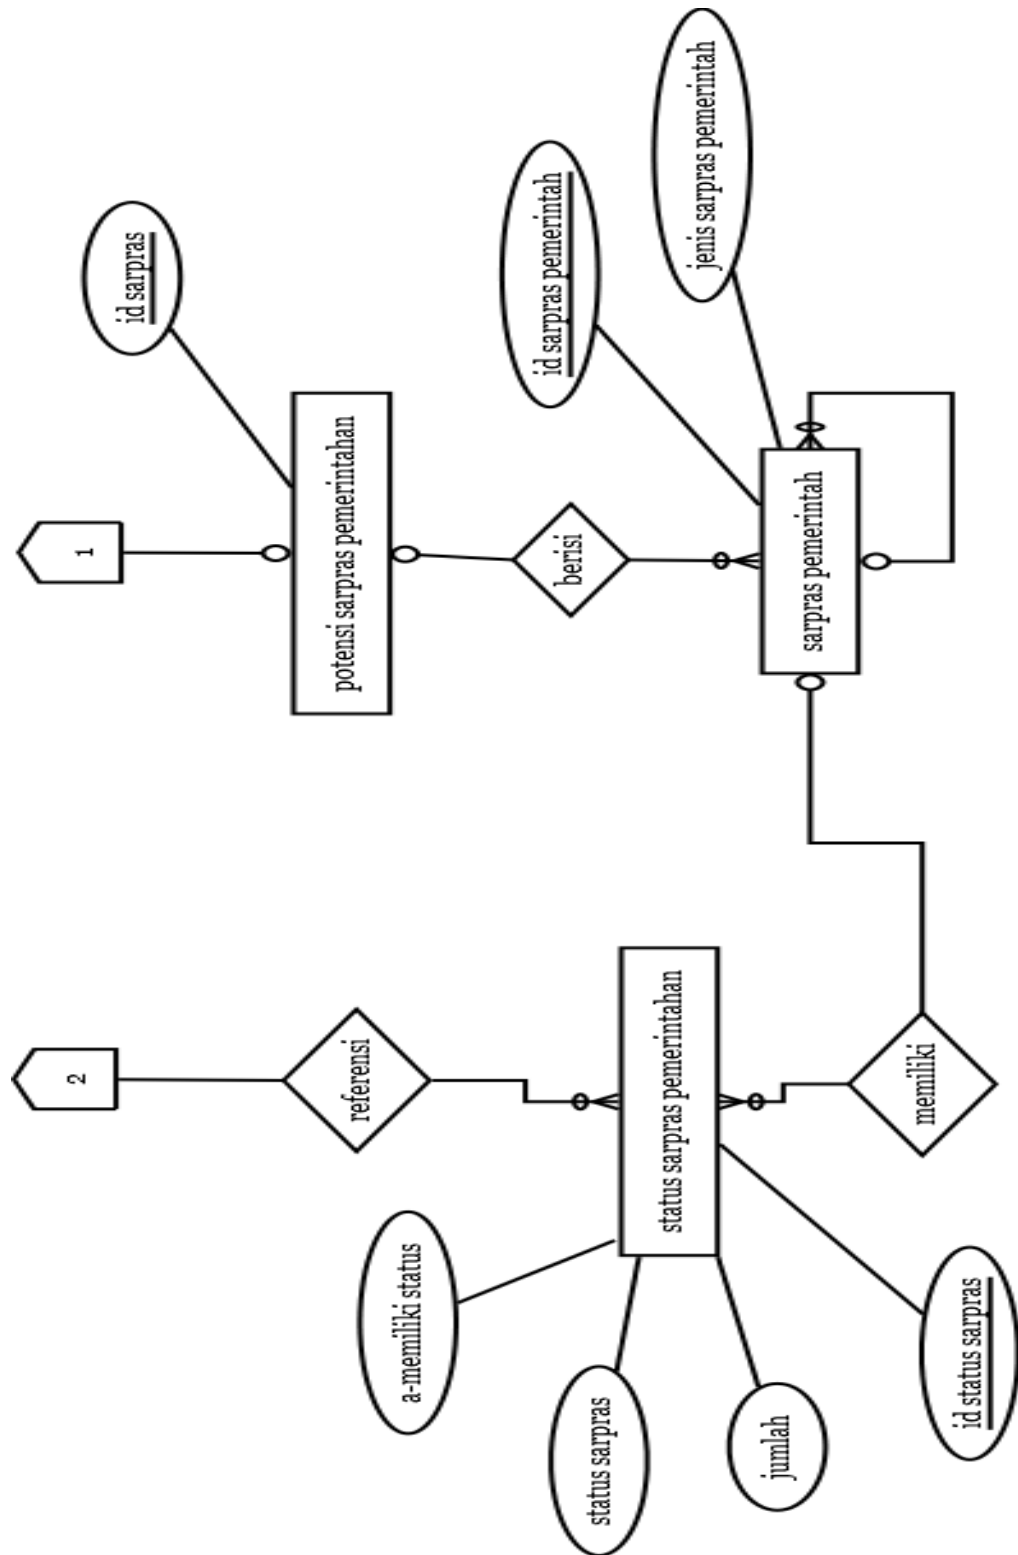 2
1
id sarpras
referensi
potensi sarpras pemerintahan
a-memiliki status
berisi
id sarpras pemerintah
status sarpras
status sarpras pemerintahan
jenis sarpras pemerintah
jumlah
sarpras pemerintah
memiliki
id status sarpras